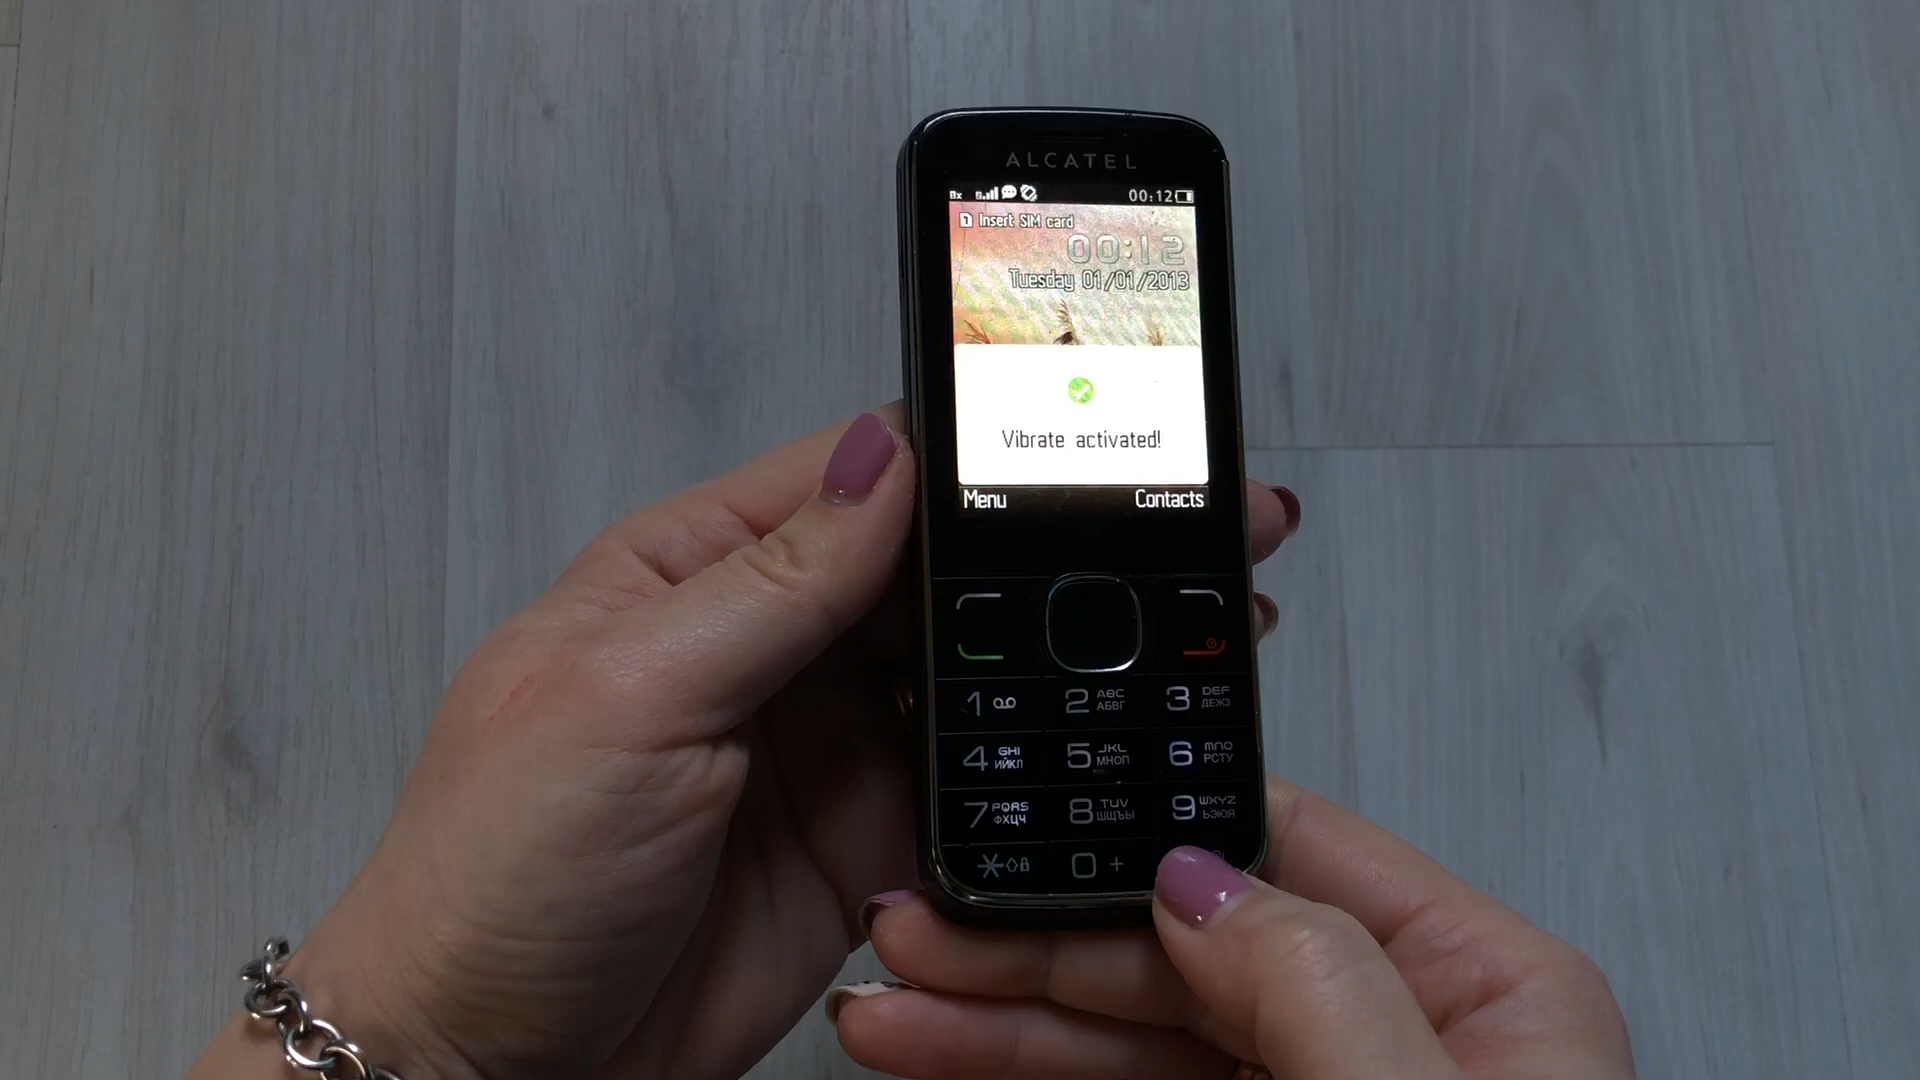 ALCATEL
00:12
Insert SIM card
00:12
Tuesday 01/01/2013
Vibrate activated!
Menu Contacts
1 2 ABC 3 DEF
АБВГ ДЕЖЗ
4 GHI 5 JKL 6 MNO
ИЙКЛ МНОП РСТУ
7 PQRS 8 TUV 9 WXYZ
ФХЦЧ ШЩЪЫ ЬЭЮЯ
* 0 +